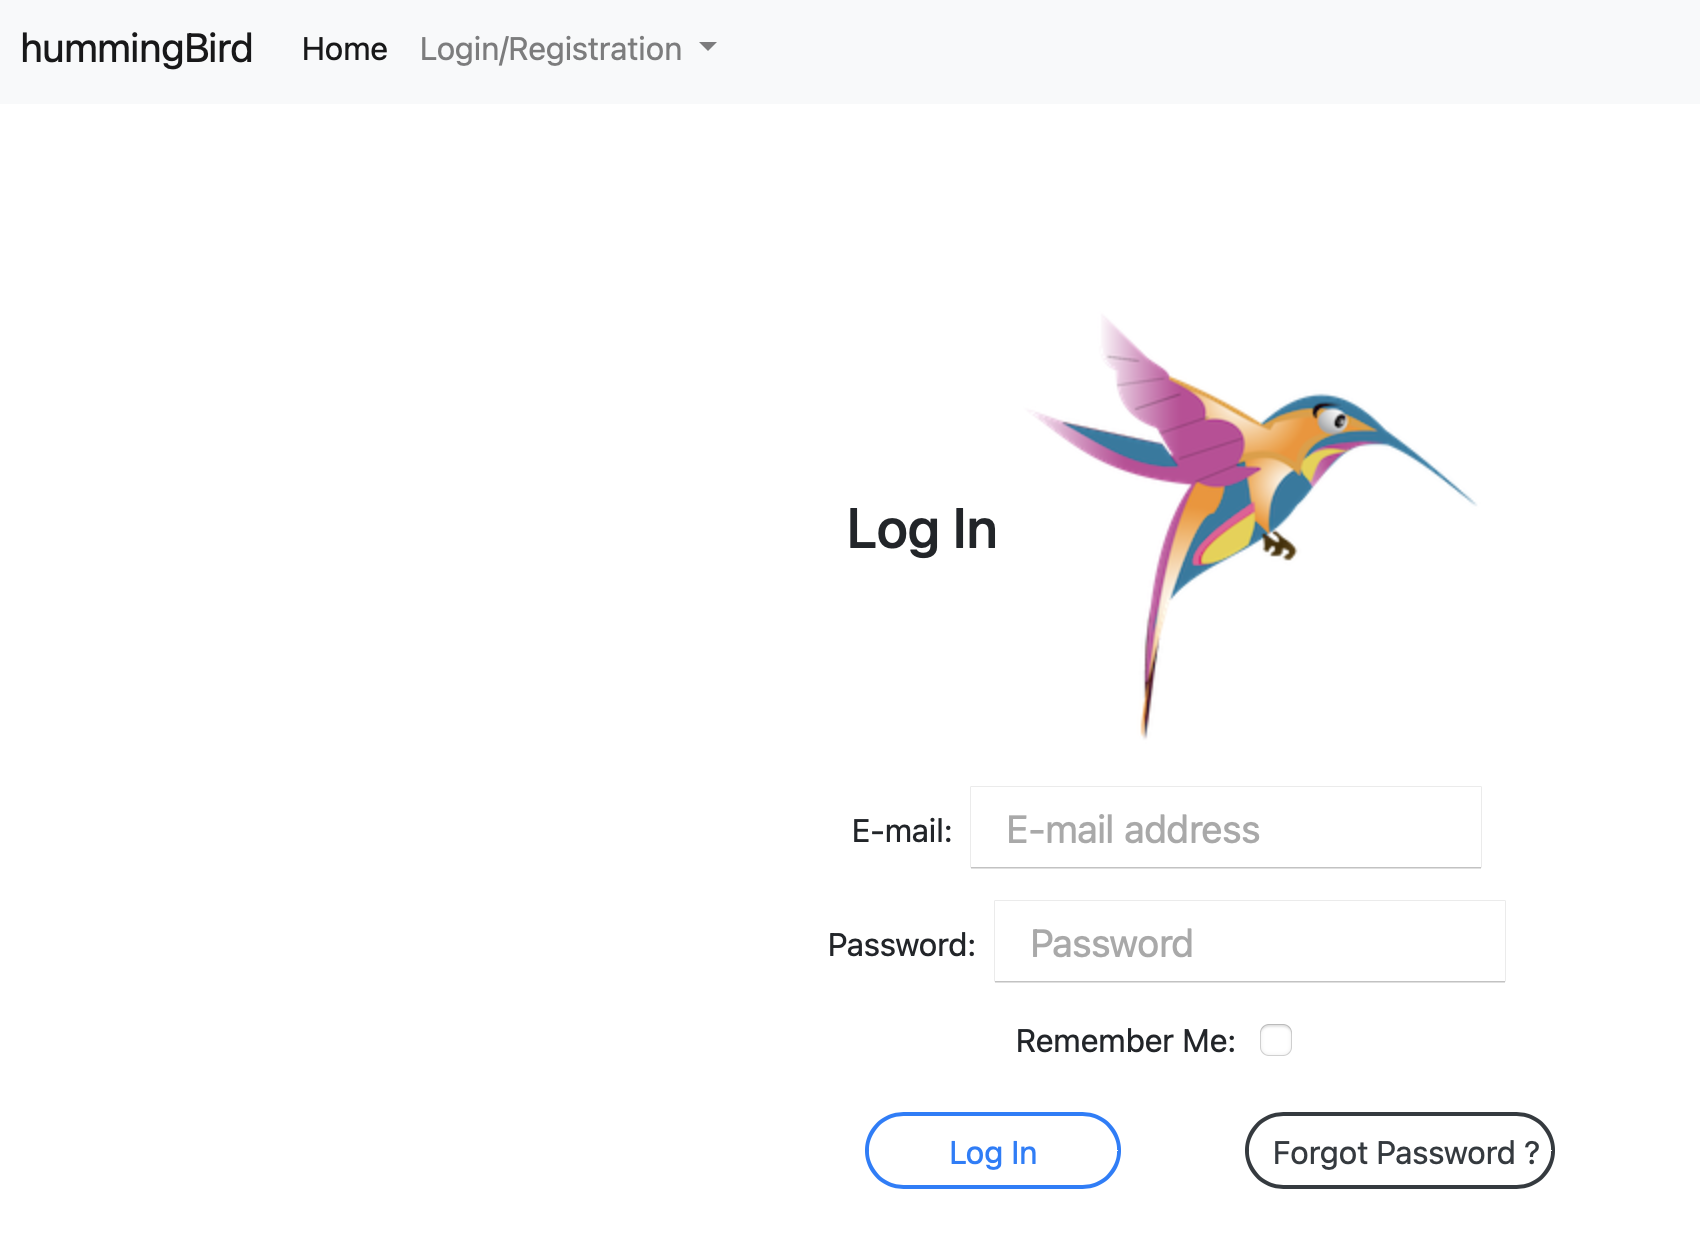 hummingBird Home Login/Registration
Log In
E-mail: E-mail address
Password: Password
Remember Me:
Log In Forgot Password ?